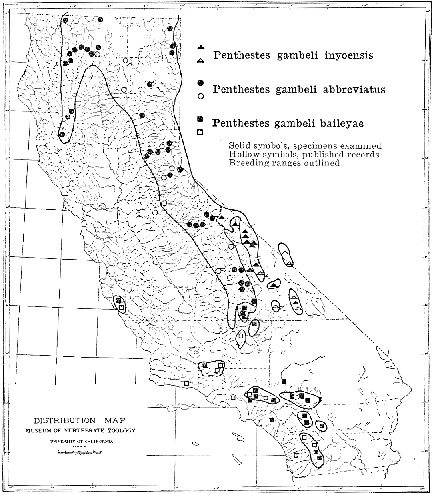 Penthestes gambeli inyoensis
Penthestes gambeli abbreviatus
Penthestes gambeli baileyae
Solid symbols, specimens examined
Hollow symbols, published records
Breeding ranges outlined
DISTRIBUTION MAP
MUSEUM OF VERTEBRATE ZOOLOGY
UNIVERSITY OF CALIFORNIA